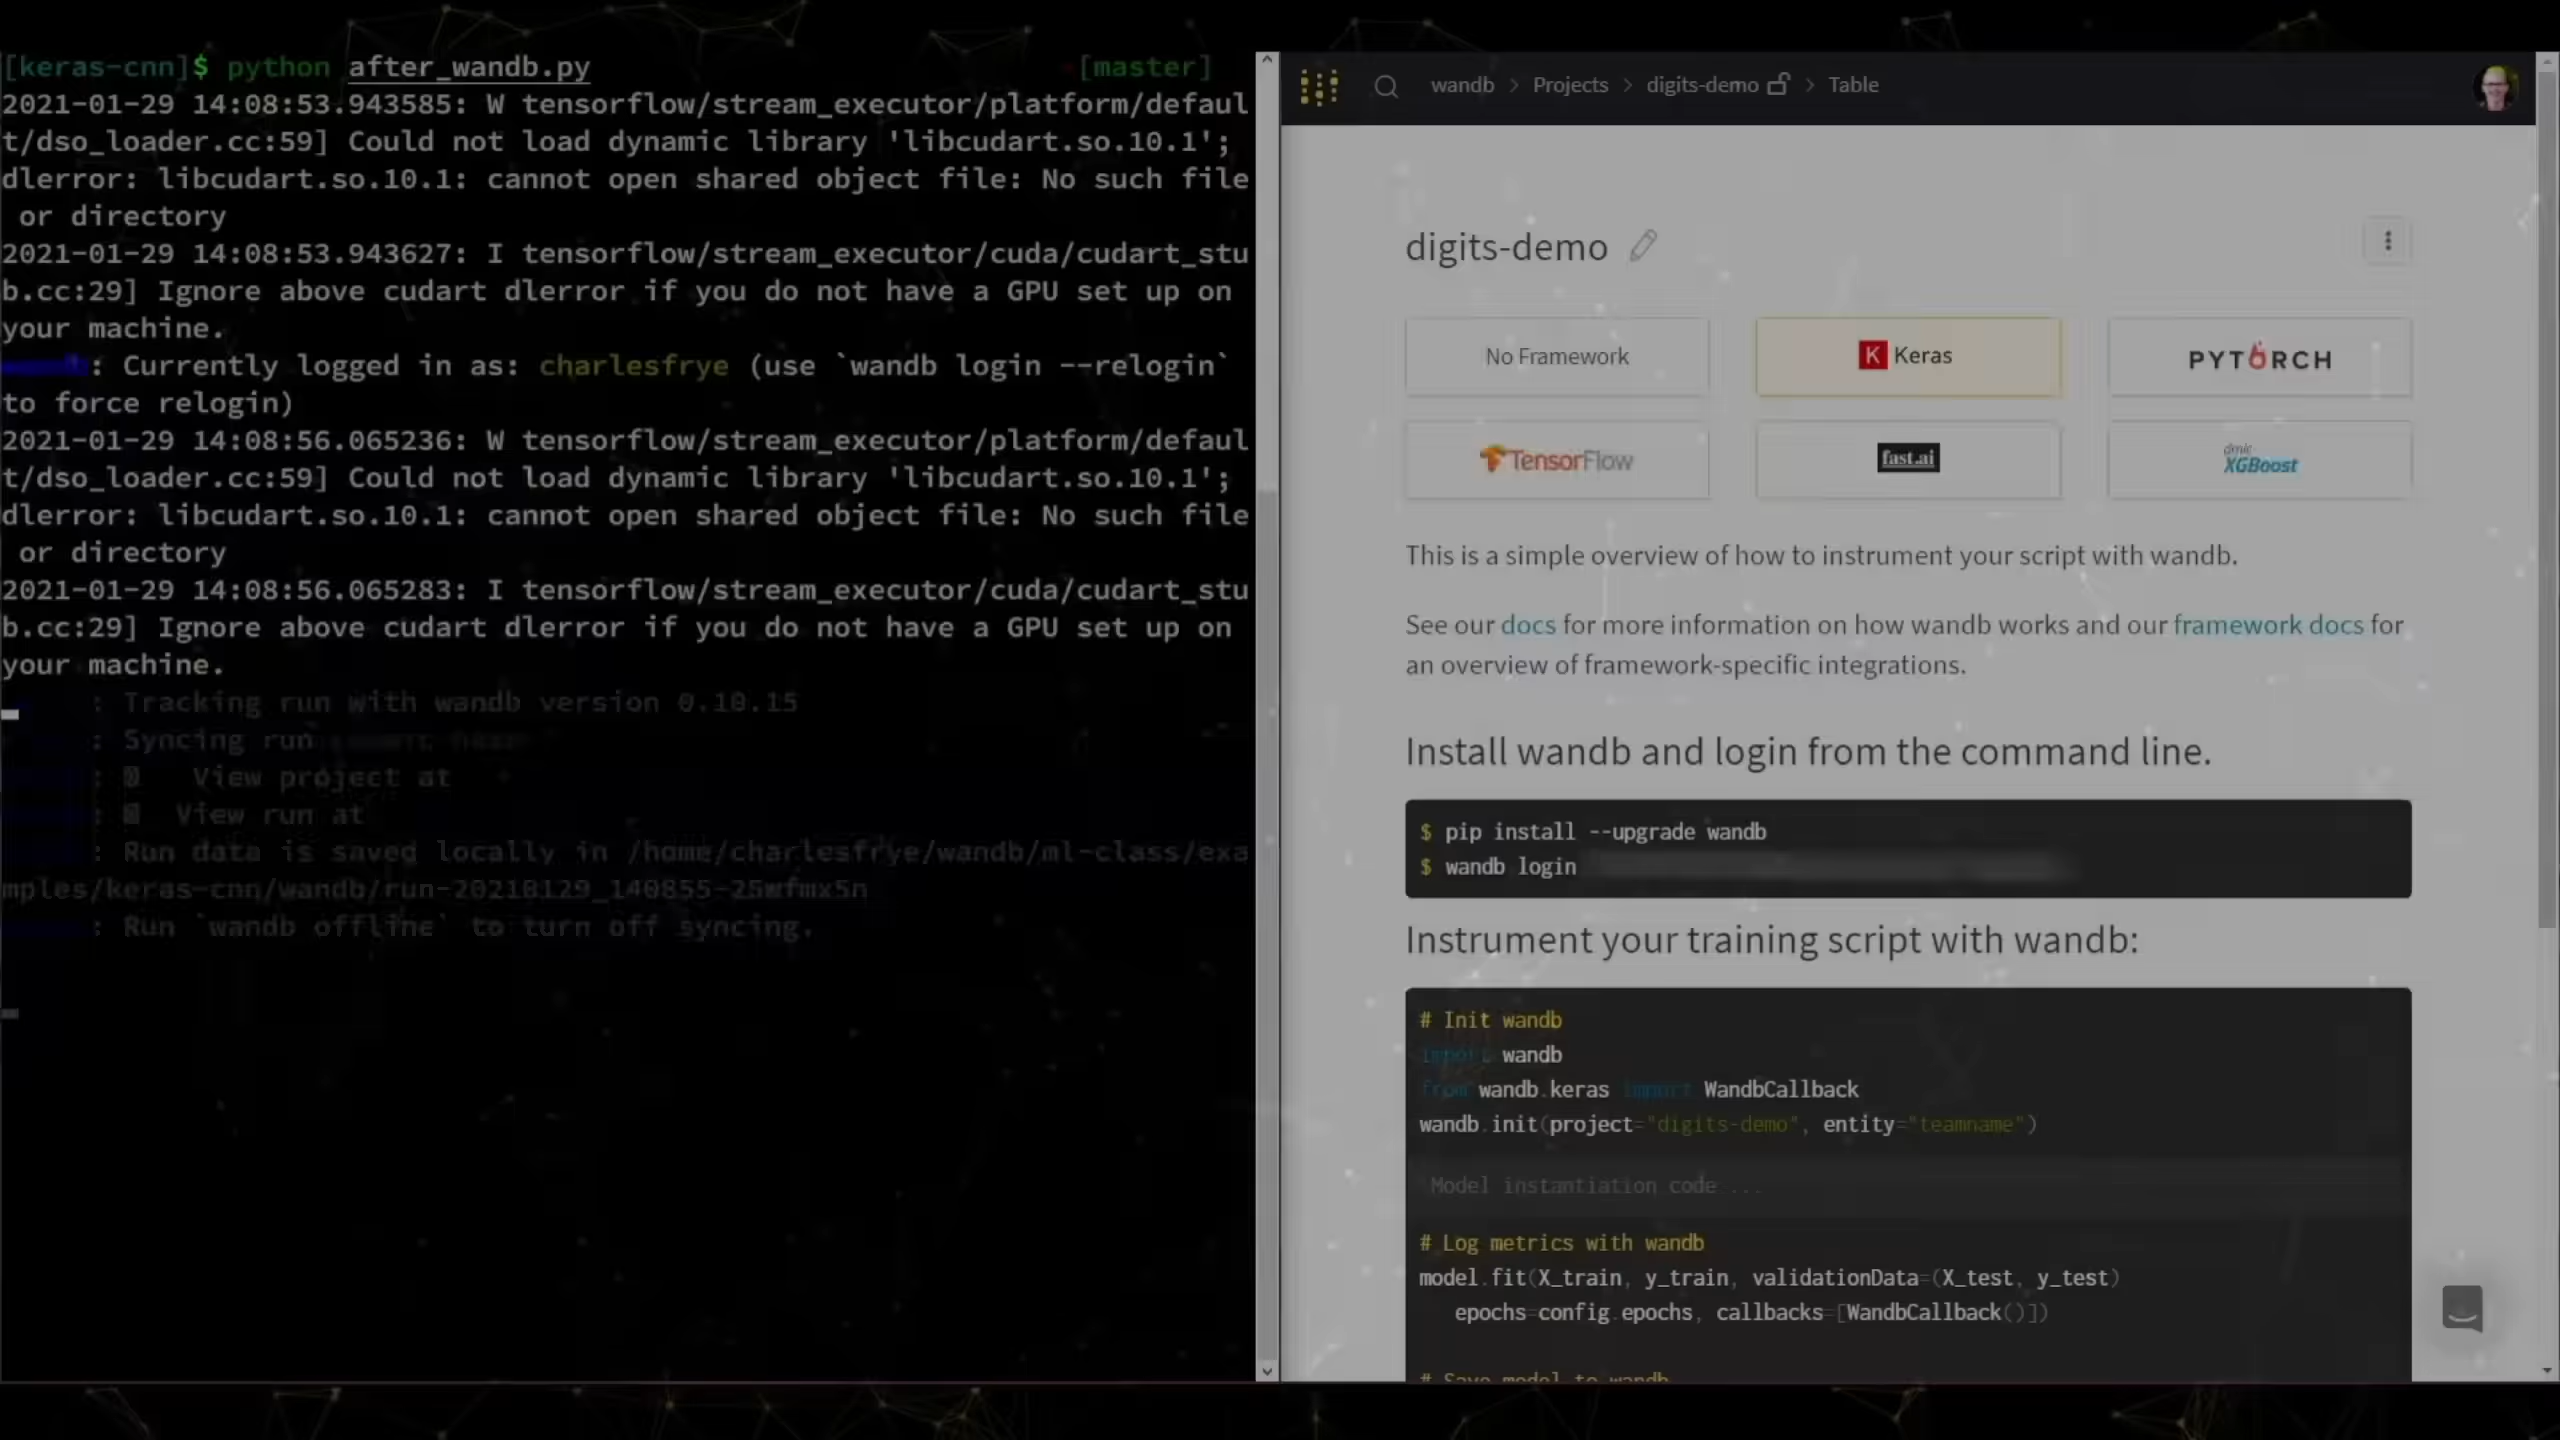 [keras-cnn]$ python after_wandb.py [master]
2021-01-29 14:08:53.943585: W tensorflow/stream_executor/platform/defaul
t/dso_loader.cc:59] Could not load dynamic library 'libcudart.so.10.1';
dlerror: libcudart.so.10.1: cannot open shared object file: No such file
or directory
2021-01-29 14:08:53.943627: I tensorflow/stream_executor/cuda/cudart_stu
b.cc:29] Ignore above cudart dlerror if you do not have a GPU set up on
your machine.
: Currently logged in as: charlesfrye (use `wandb login --relogin`
to force relogin)
2021-01-29 14:08:56.065236: W tensorflow/stream_executor/platform/defaul
t/dso_loader.cc:59] Could not load dynamic library 'libcudart.so.10.1';
dlerror: libcudart.so.10.1: cannot open shared object file: No such file
or directory
2021-01-29 14:08:56.065283: I tensorflow/stream_executor/cuda/cudart_stu
b.cc:29] Ignore above cudart dlerror if you do not have a GPU set up on
your machine.
: Tracking run with wandb version 0.10.15
: Syncing run
: View project at
: View run at
: Run data is saved locally in /home/charlesfrye/wandb/ml-class/exa
mples/keras-cnn/wandb/run-20210129_140855-25wfmx5n
: Run `wandb offline` to turn off syncing.
wandb > Projects > digits-demo > Table
digits-demo
No Framework
K Keras
PYTORCH
TensorFlow
fast.ai
dmlc
XGBoost
This is a simple overview of how to instrument your script with wandb.
See our docs for more information on how wandb works and our framework docs for
an overview of framework-specific integrations.
Install wandb and login from the command line.
$ pip install --upgrade wandb
$ wandb login
Instrument your training script with wandb:
# Init wandb
import wandb
from wandb.keras import WandbCallback
wandb.init(project="digits-demo", entity="teamname")
Model instantiation code ...
# Log metrics with wandb
model.fit(X_train, y_train, validationData=(X_test, y_test)
epochs=config.epochs, callbacks=[WandbCallback()])
# Save model to wandb